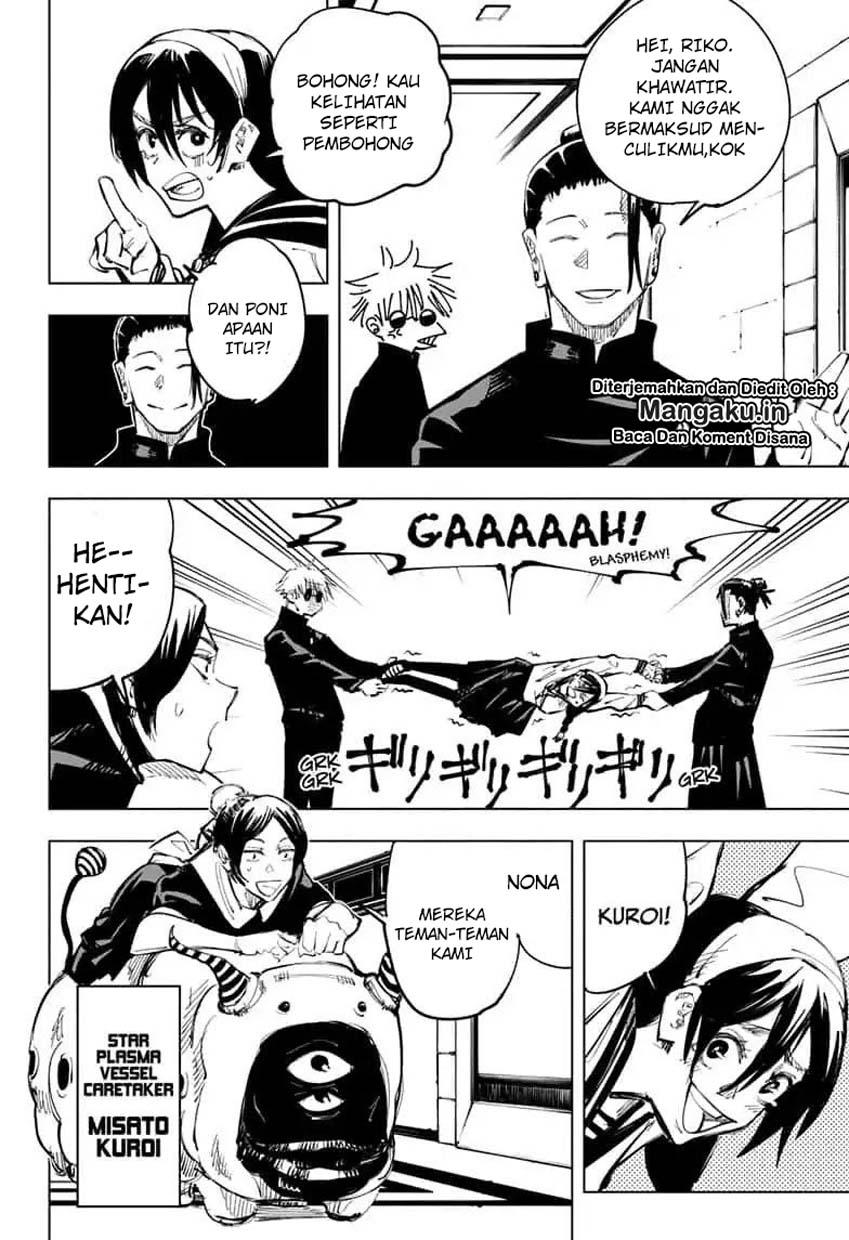 HEI, RIKO.
JANGAN
KHAWATIR.
KAMI NGGAK
BERMAKSUD MEN-
CULIKMU,KOK
BOHONG! KAU
KELIHATAN
SEPERTI
PEMBOHONG
DAN PONI
APAAN
ITU?!
Diterjemahkan dan Diedit Oleh :
Mangaku.in
Baca Dan Koment Disana
GAAAAAH!
BLASPHEMY!
HE--
HENTI-
KAN!
GRK
GRK
ギリギリギリギリ
GRK
KUROI!
NONA
MEREKA
TEMAN-TEMAN
KAMI
STAR
PLASMA
VESSEL
CARETAKER
MISATO
KUROI